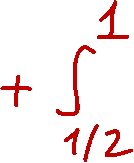 + ∫_{1/2}^{1}